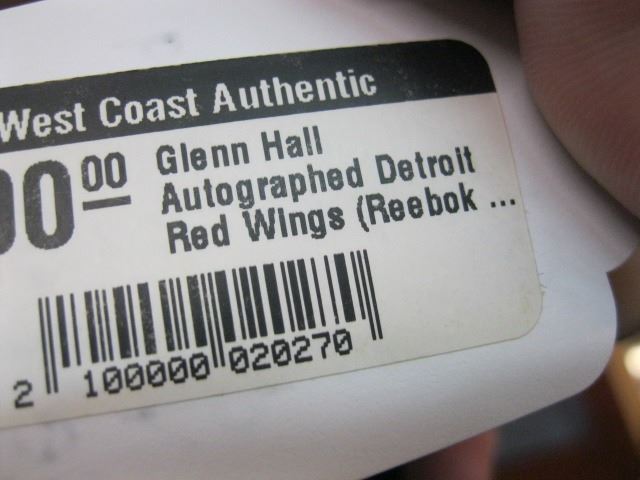 West Coast Authentic
00 00
Glenn Hall
Autographed Detroit
Red Wings (Reebok ...
2 100000 020270